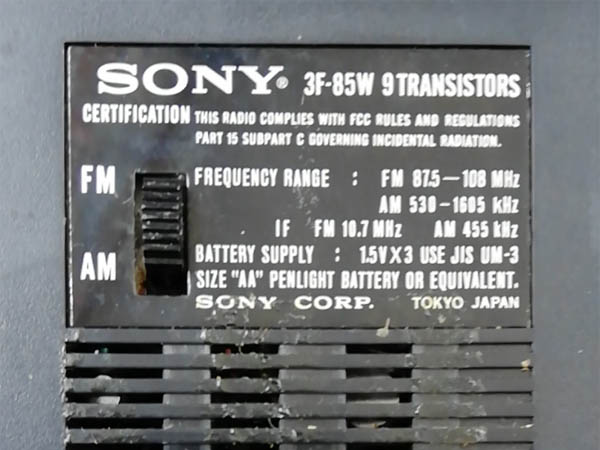 SONY® 3F-85W 9 TRANSISTORS
CERTIFICATION THIS RADIO COMPLIES WITH FCC RULES AND REGULATIONS
PART 15 SUBPART C GOVERNING INCIDENTAL RADIATION.
FM FREQUENCY RANGE : FM 87.5—108 MHz
AM 530-1605 kHz
IF FM 10.7 MHz AM 455 kHz
AM BATTERY SUPPLY : 1.5V X 3 USE JIS UM-3
SIZE "AA" PENLIGHT BATTERY OR EQUIVALENT.
SONY CORP. TOKYO JAPAN